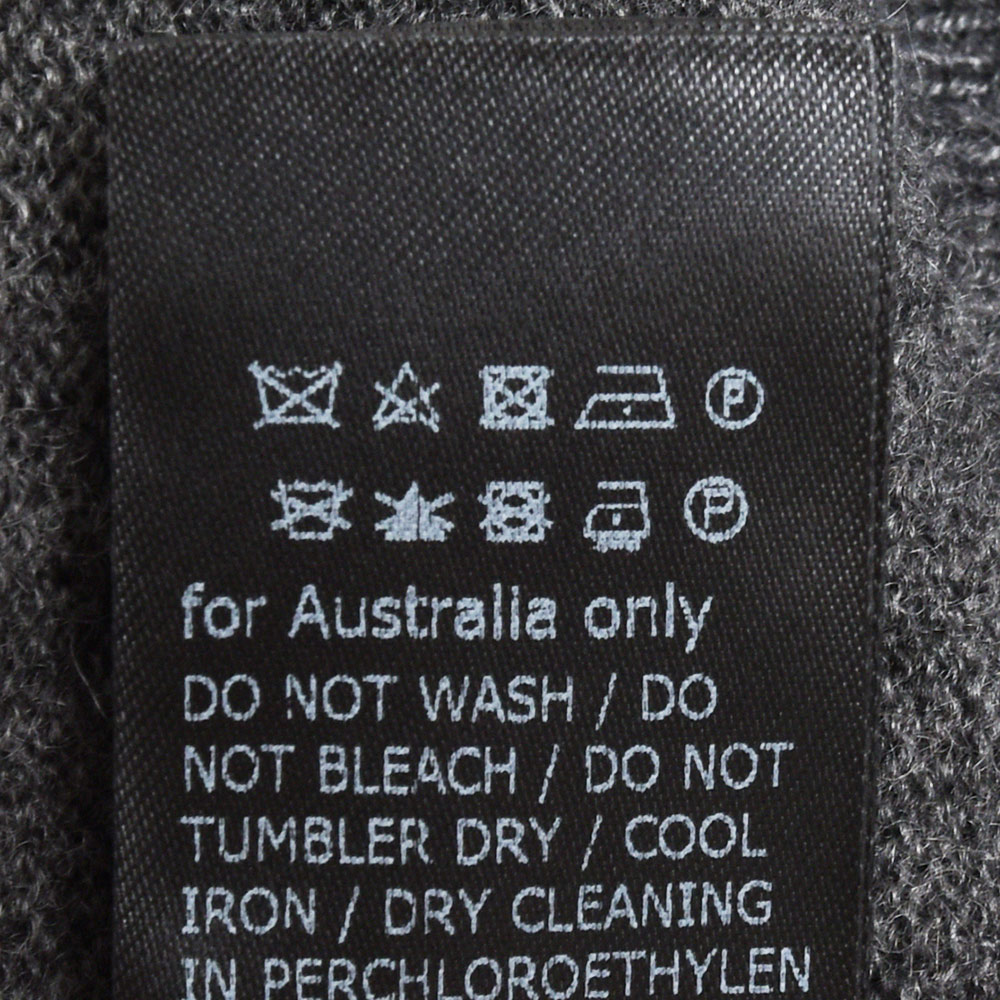 P
P
for Australia only
DO NOT WASH / DO
NOT BLEACH / DO NOT
TUMBLER DRY / COOL
IRON / DRY CLEANING
IN PERCHLOROETHYLEN